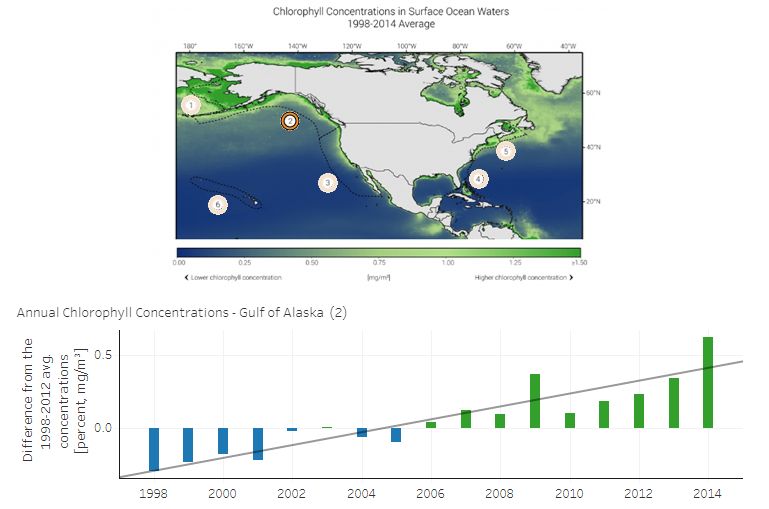 Chlorophyll Concentrations in Surface Ocean Waters
1998-2014 Average
180° 160°W 140°W 120°W 100°W 80°W 60°W 40°W
60°N
40°N
20°N
1
2
3
4
5
6
0.00 0.25 0.50 0.75 1.00 ≥1.50
Lower chlorophyll concentration [mg/m³] Higher chlorophyll concentration
Annual Chlorophyll Concentrations - Gulf of Alaska (2)
Difference from the
1998-2012 avg.
concentrations
[percent, mg/m³]
0.5
0.0
1998 2000 2002 2004 2006 2008 2010 2012 2014